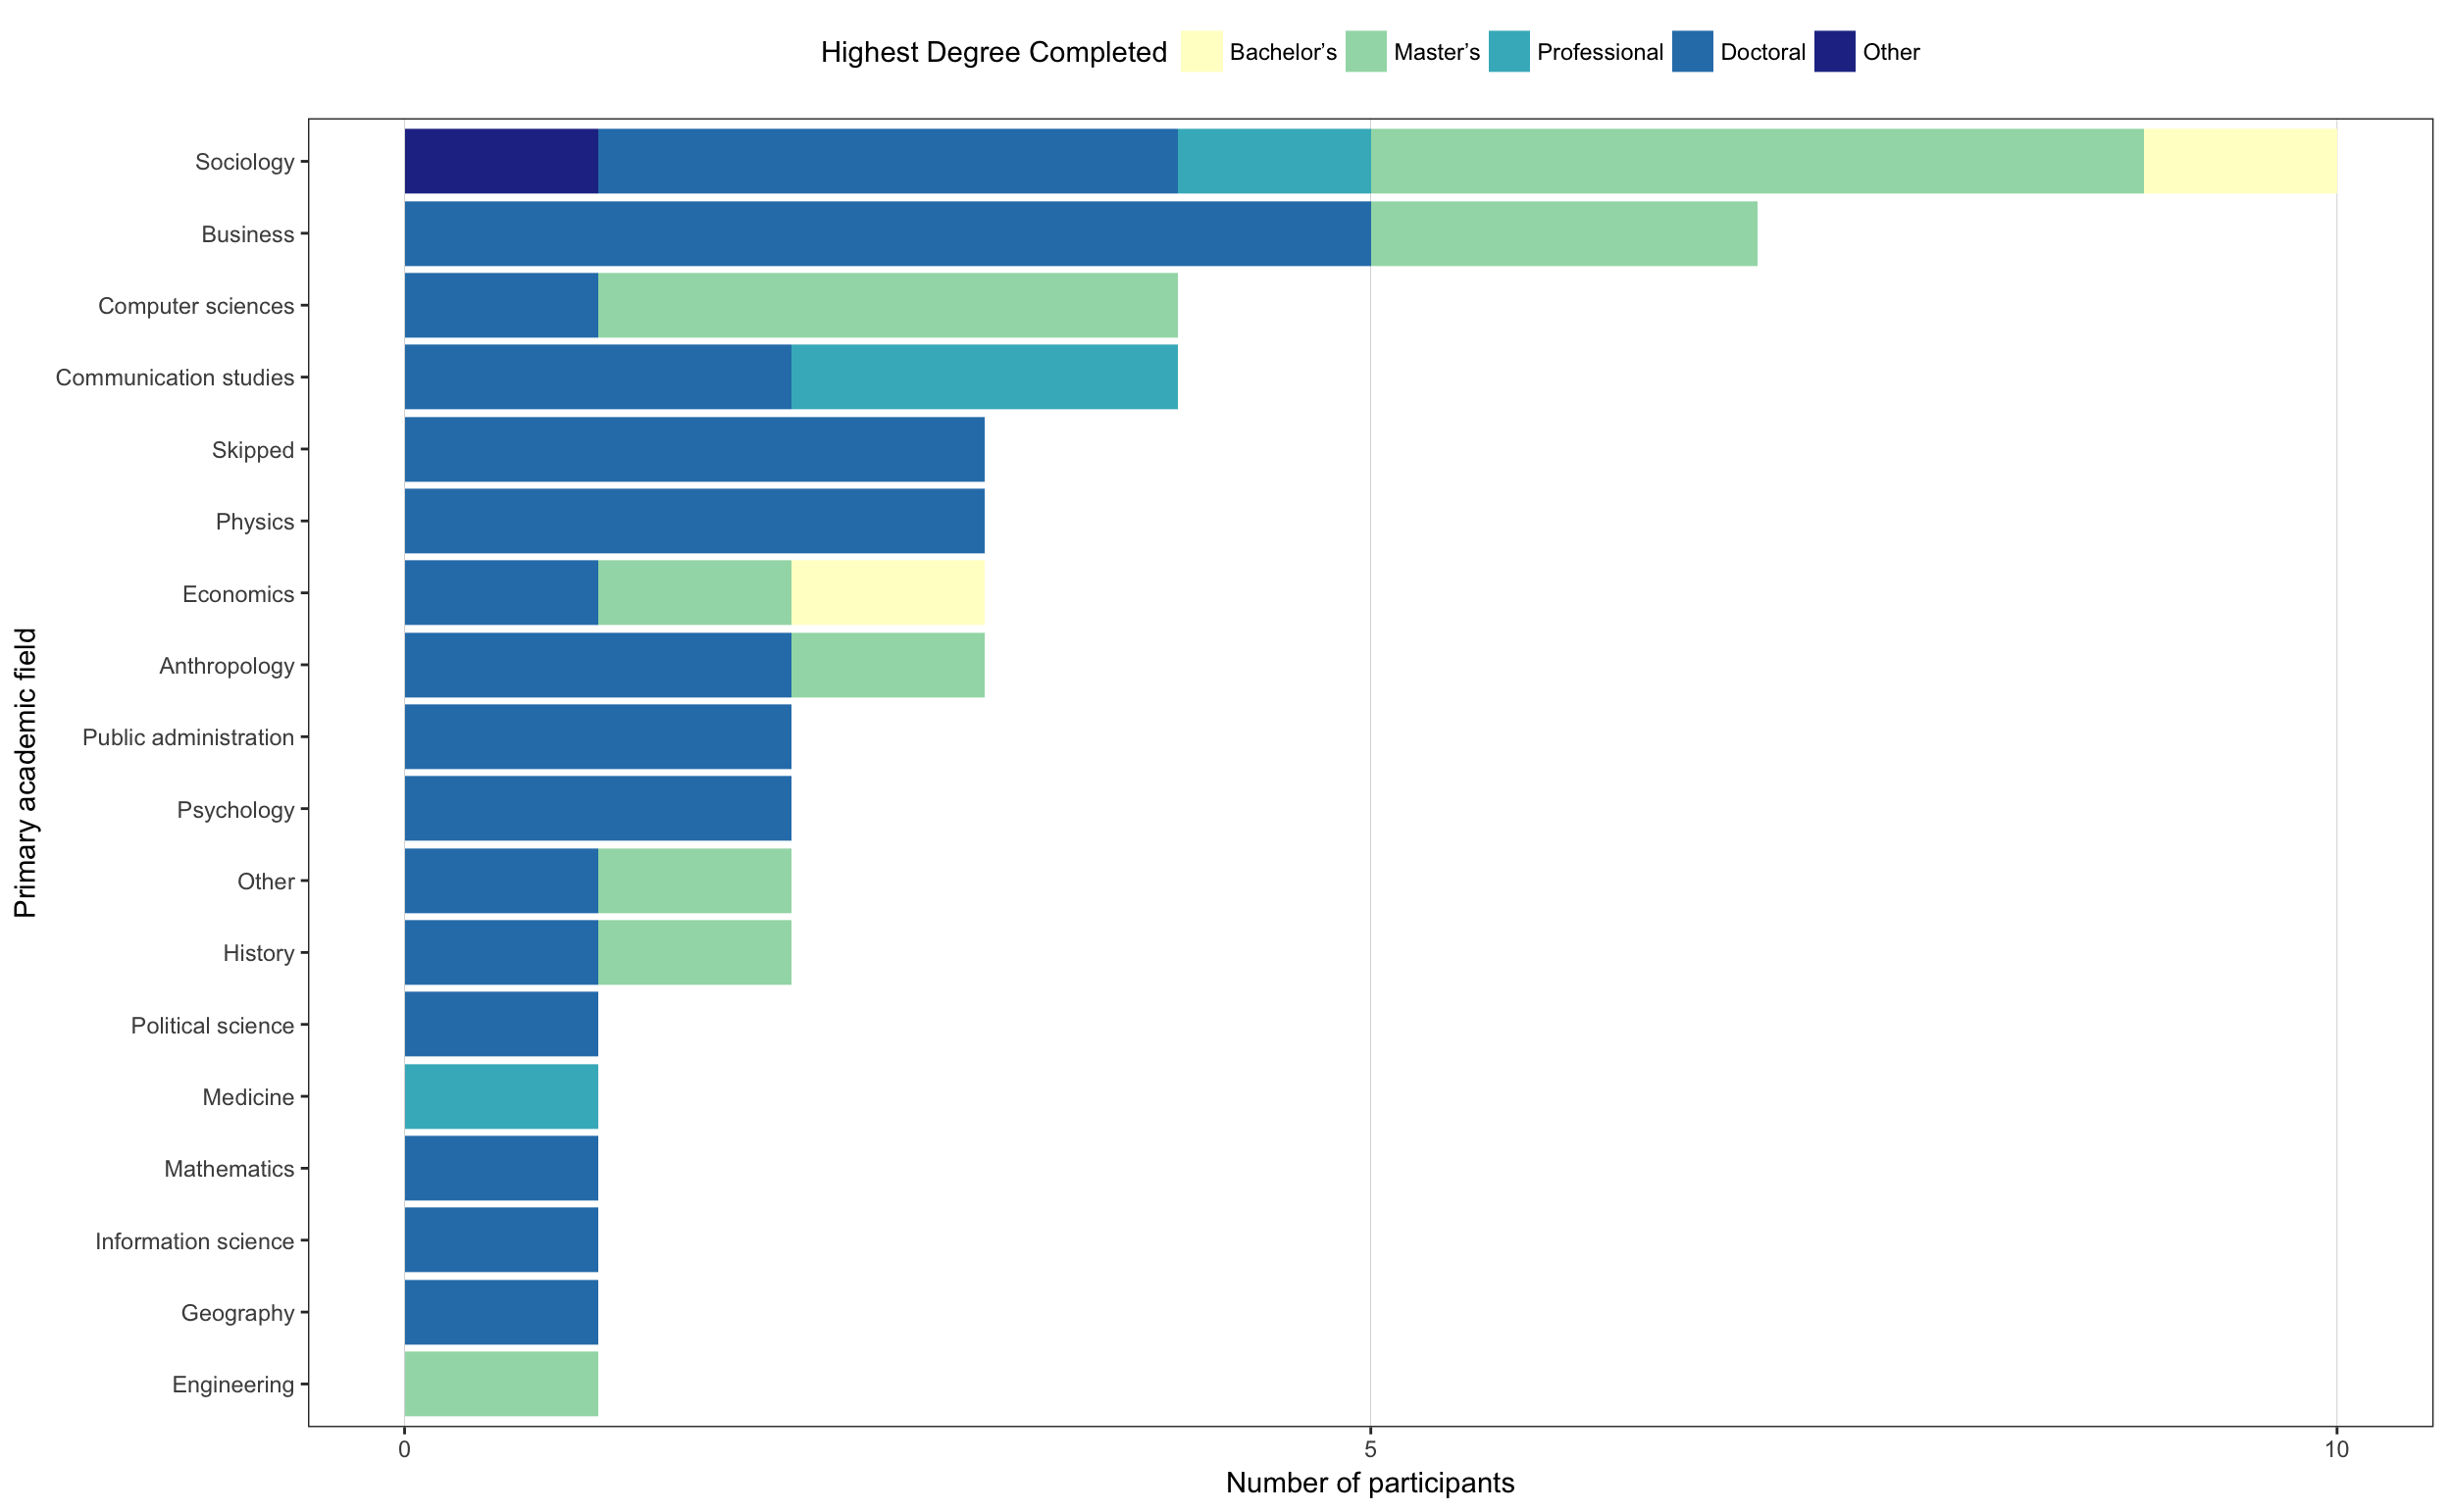 Highest Degree Completed Bachelor’s Master’s Professional Doctoral Other
Sociology
Business
Computer sciences
Communication studies
Skipped
Physics
Economics
Anthropology
Public administration
Psychology
Other
History
Political science
Medicine
Mathematics
Information science
Geography
Engineering
Primary academic field
0 5 10
Number of participants